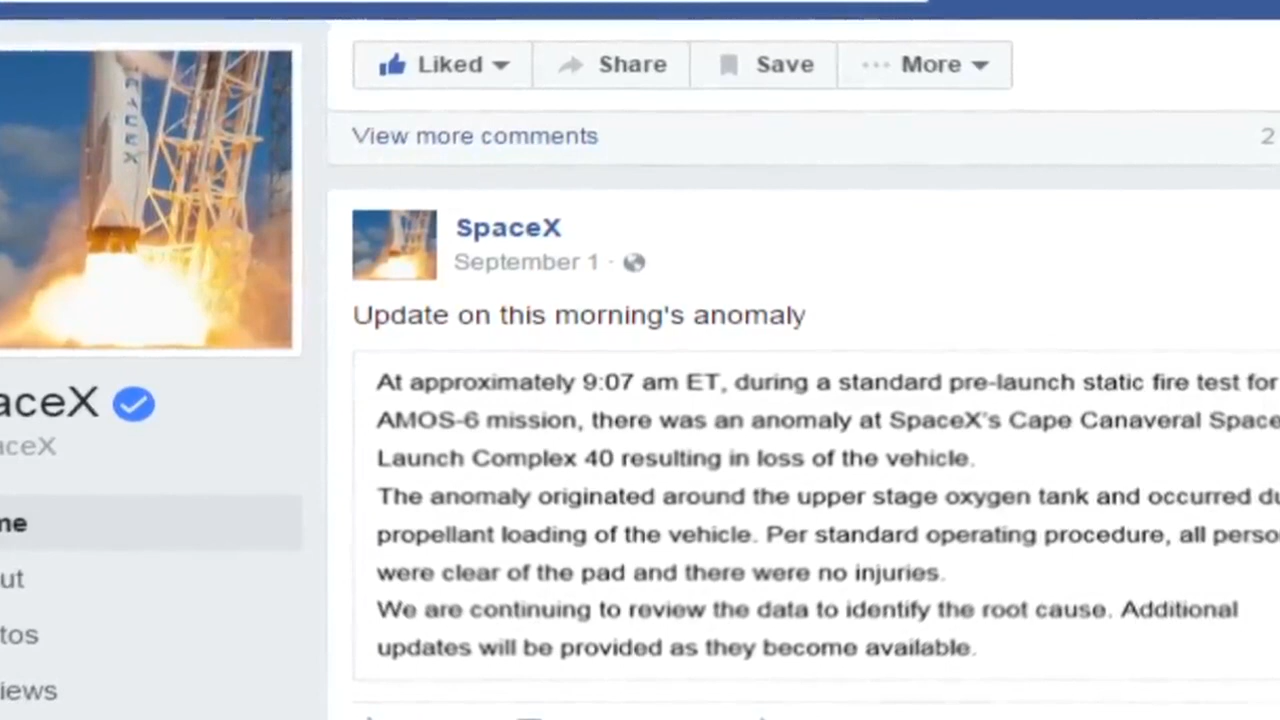 SPACEX
Liked
Share
Save
More
View more comments
2
SpaceX
September 1 ·
Update on this morning's anomaly
At approximately 9:07 am ET, during a standard pre-launch static fire test for
AMOS-6 mission, there was an anomaly at SpaceX's Cape Canaveral Space
Launch Complex 40 resulting in loss of the vehicle.
The anomaly originated around the upper stage oxygen tank and occurred du
propellant loading of the vehicle. Per standard operating procedure, all perso
were clear of the pad and there were no injuries.
We are continuing to review the data to identify the root cause. Additional
updates will be provided as they become available.
aceX
aceX
me
ut
tos
iews